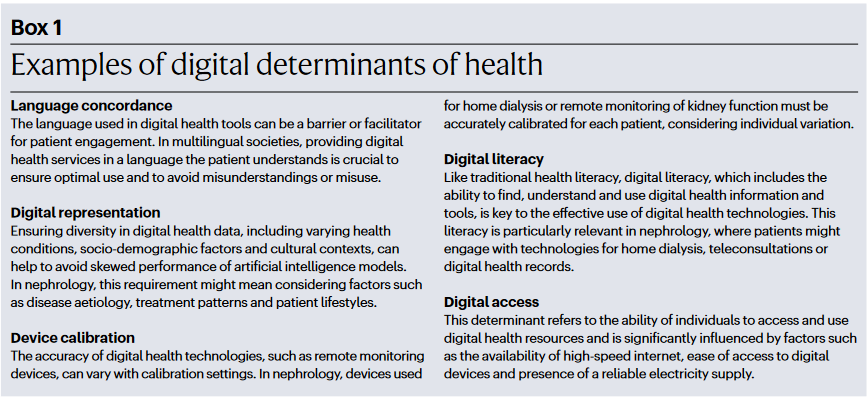 Box 1
Examples of digital determinants of health
Language concordance
The language used in digital health tools can be a barrier or facilitator
for patient engagement. In multilingual societies, providing digital
health services in a language the patient understands is crucial to
ensure optimal use and to avoid misunderstandings or misuse.
Digital representation
Ensuring diversity in digital health data, including varying health
conditions, socio-demographic factors and cultural contexts, can
help to avoid skewed performance of artificial intelligence models.
In nephrology, this requirement might mean considering factors such
as disease aetiology, treatment patterns and patient lifestyles.
Device calibration
The accuracy of digital health technologies, such as remote monitoring
devices, can vary with calibration settings. In nephrology, devices used
for home dialysis or remote monitoring of kidney function must be
accurately calibrated for each patient, considering individual variation.
Digital literacy
Like traditional health literacy, digital literacy, which includes the
ability to find, understand and use digital health information and
tools, is key to the effective use of digital health technologies. This
literacy is particularly relevant in nephrology, where patients might
engage with technologies for home dialysis, teleconsultations or
digital health records.
Digital access
This determinant refers to the ability of individuals to access and use
digital health resources and is significantly influenced by factors such
as the availability of high-speed internet, ease of access to digital
devices and presence of a reliable electricity supply.